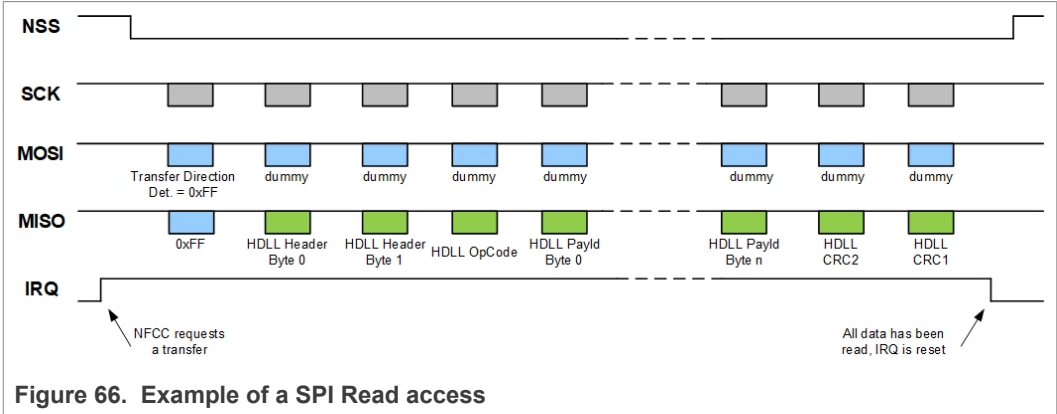 NSS
SCK
MOSI
Transfer Direction
Det. = 0xFF
dummy
dummy
dummy
dummy
dummy
dummy
dummy
MISO
0xFF
HDLL Header
Byte 0
HDLL Header
Byte 1
HDLL OpCode
HDLL Payld
Byte 0
HDLL Payld
Byte n
HDLL
CRC2
HDLL
CRC1
IRQ
NFCC requests
a transfer
All data has been
read, IRQ is reset
Figure 66. Example of a SPI Read access